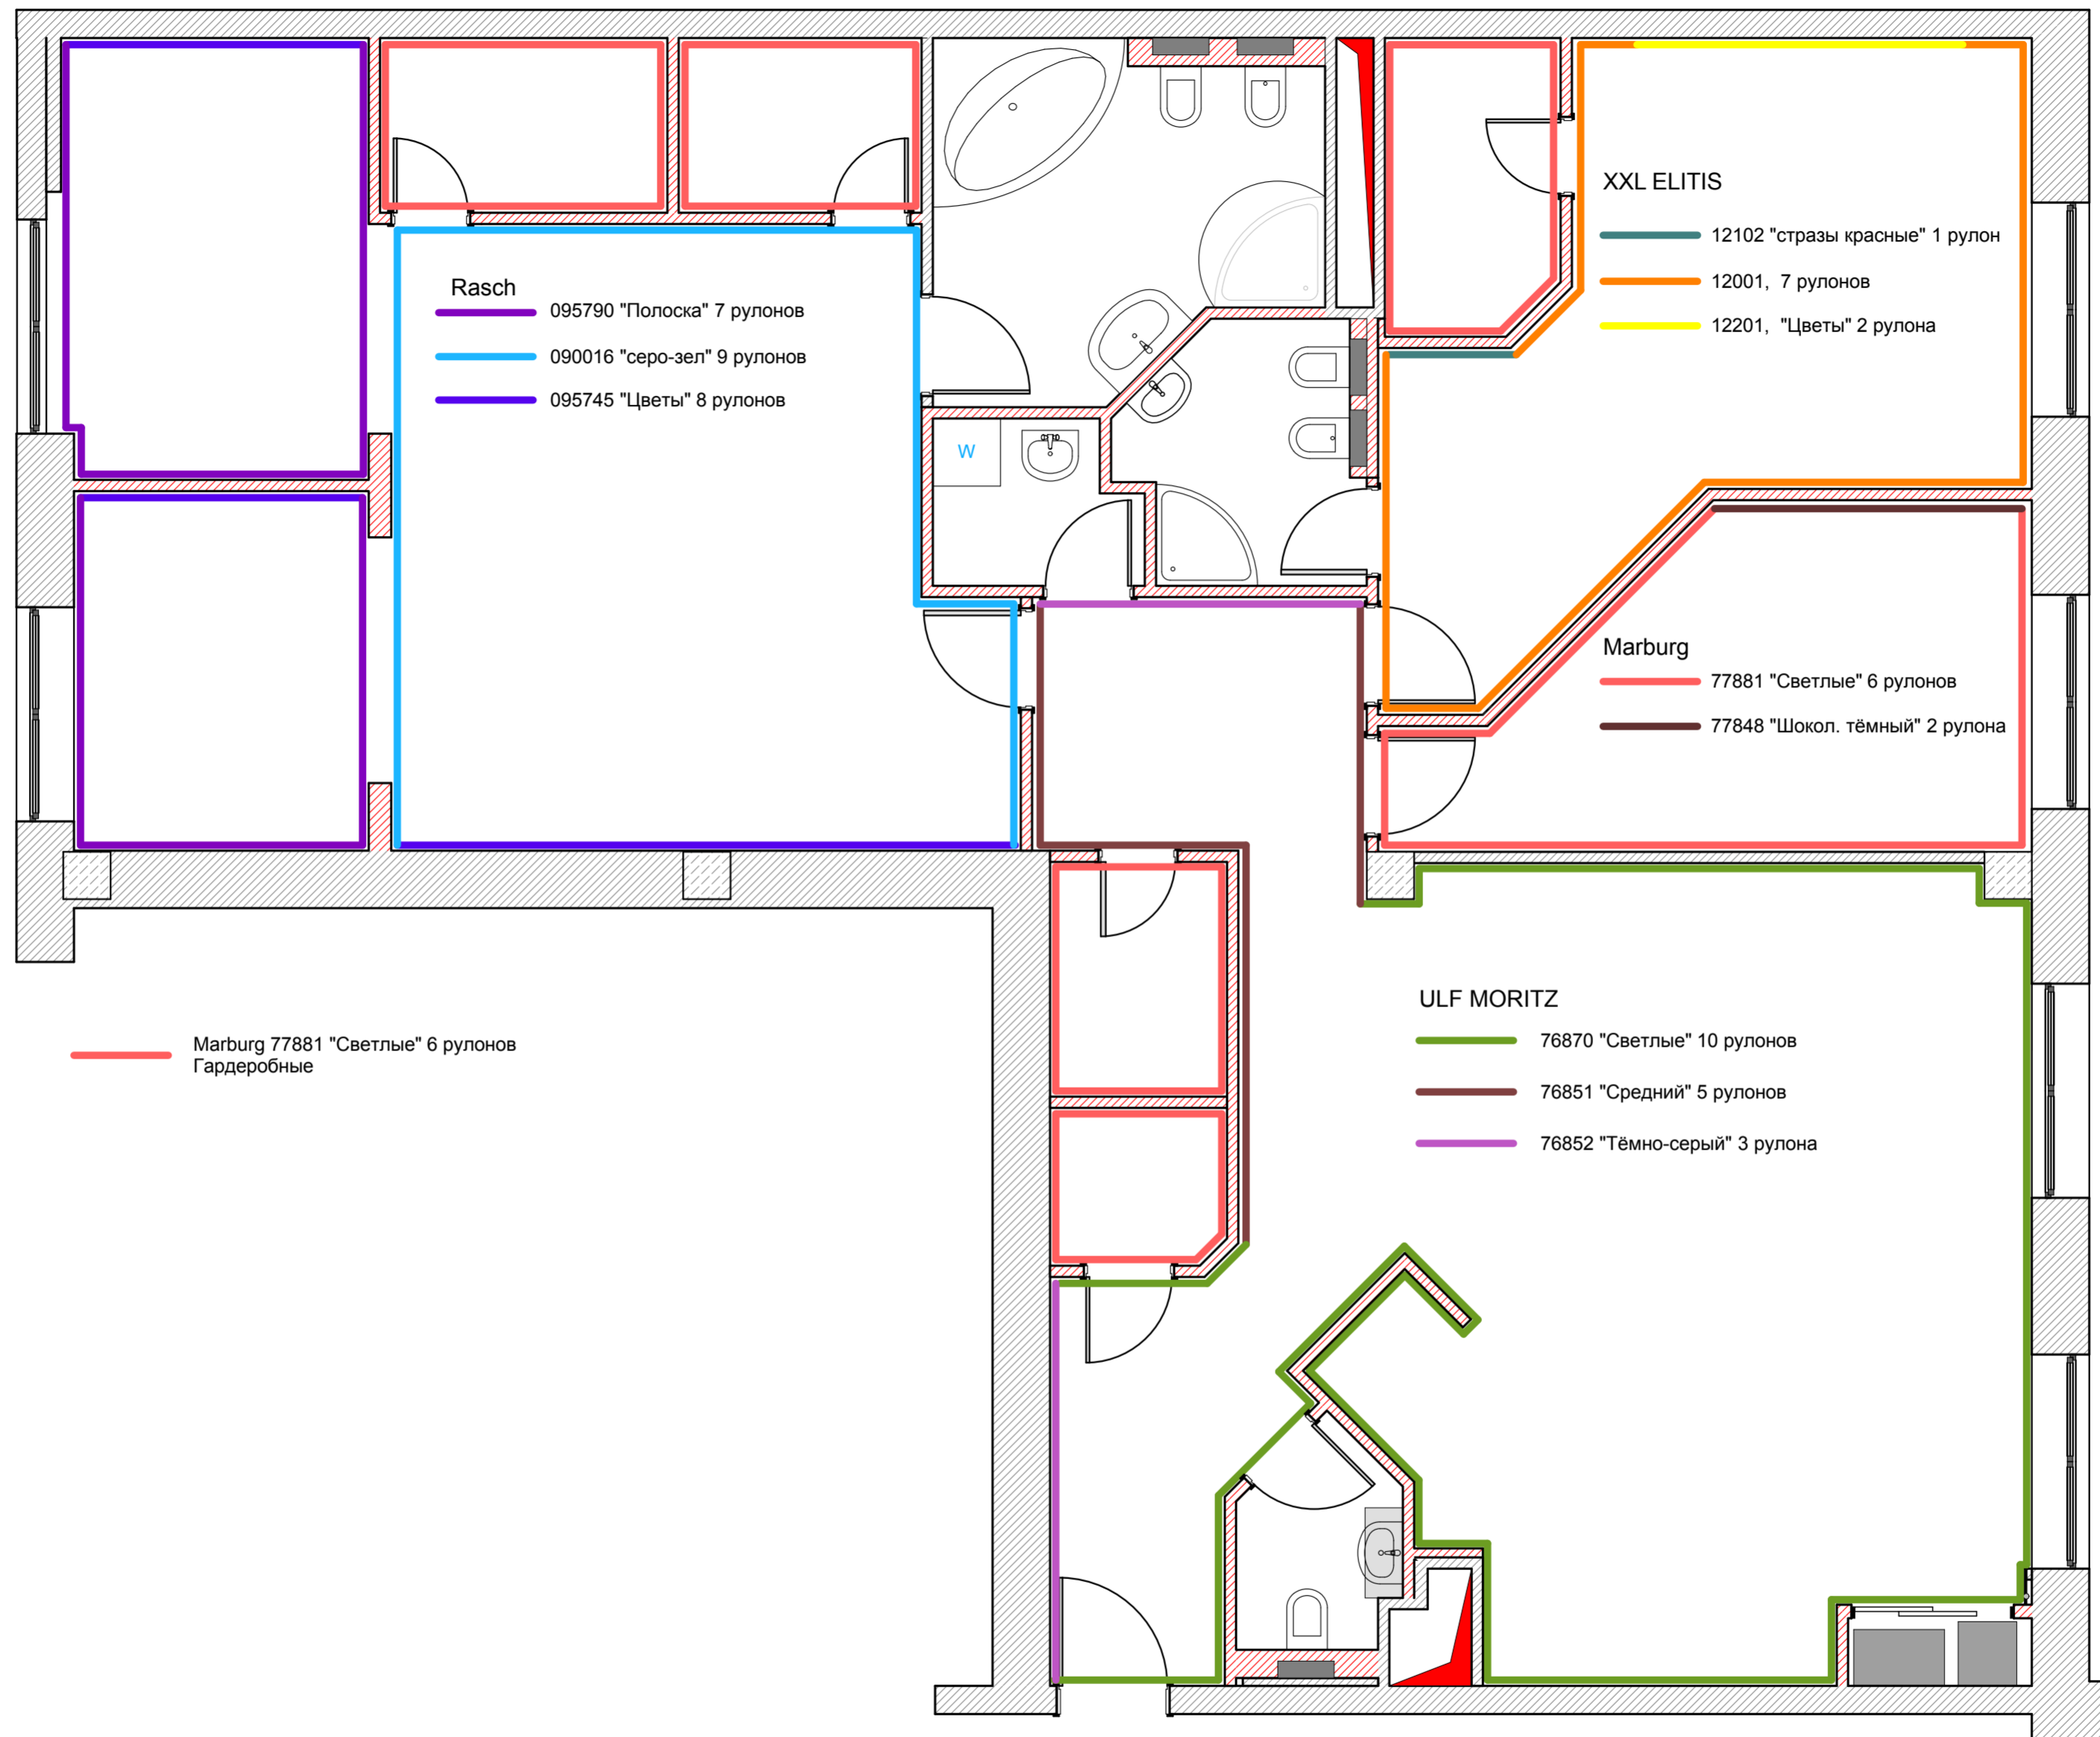 XXL ELITIS
12102 "стразы красные" 1 рулон
12001, 7 рулонов
12201, "Цветы" 2 рулона
Rasch
095790 "Полоска" 7 рулонов
090016 "серо-зел" 9 рулонов
095745 "Цветы" 8 рулонов
W
Marburg
77881 "Светлые" 6 рулонов
77848 "Шокол. тёмный" 2 рулона
ULF MORITZ
76870 "Светлые" 10 рулонов
76851 "Средний" 5 рулонов
76852 "Тёмно-серый" 3 рулона
Marburg 77881 "Светлые" 6 рулонов
Гардеробные